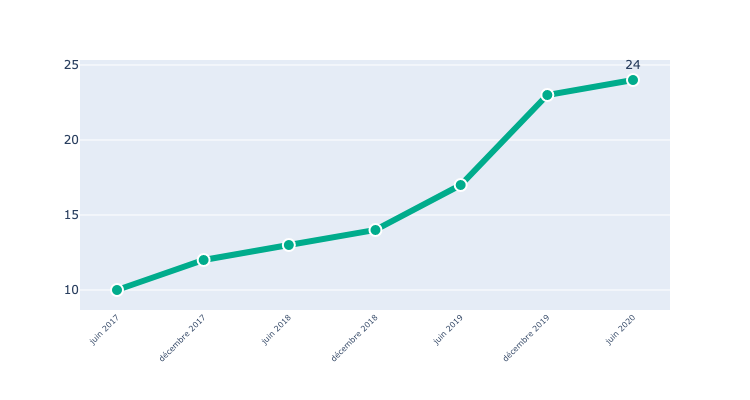 25
24
20
15
10
juin 2017
décembre 2017
juin 2018
décembre 2018
juin 2019
décembre 2019
juin 2020